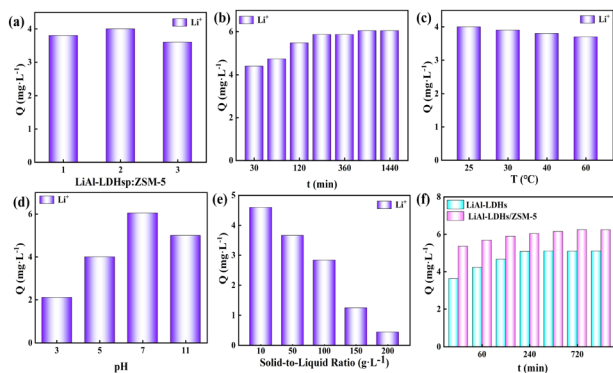 (a)
Li⁺
4
3
2
1
0
Q (mg·L⁻¹)
1 2 3
LiAl-LDHsp:ZSM-5
(b)
Li⁺
6
4
2
0
Q (mg·L⁻¹)
30 120 360 1440
t (min)
(c)
Li⁺
4
2
0
Q (mg·L⁻¹)
25 30 40 60
T (℃)
(d)
Li⁺
6
4
2
0
Q (mg·L⁻¹)
3 5 7 11
pH
(e)
Li⁺
5
4
3
2
1
0
Q (mg·L⁻¹)
10 50 100 150 200
Solid-to-Liquid Ratio (g·L⁻¹)
(f)
LiAl-LDHs
LiAl-LDHs/ZSM-5
8
6
4
2
0
Q (mg·L⁻¹)
60 240 720
t (min)